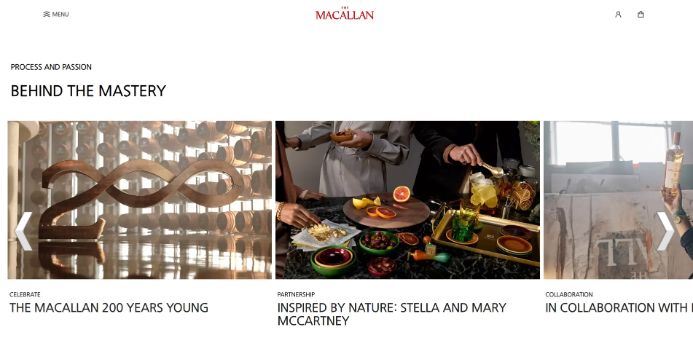 MENU
THE
MACALLAN
PROCESS AND PASSION
BEHIND THE MASTERY
CELEBRATE
THE MACALLAN 200 YEARS YOUNG
PARTNERSHIP
INSPIRED BY NATURE: STELLA AND MARY
MCCARTNEY
COLLABORATION
IN COLLABORATION WITH